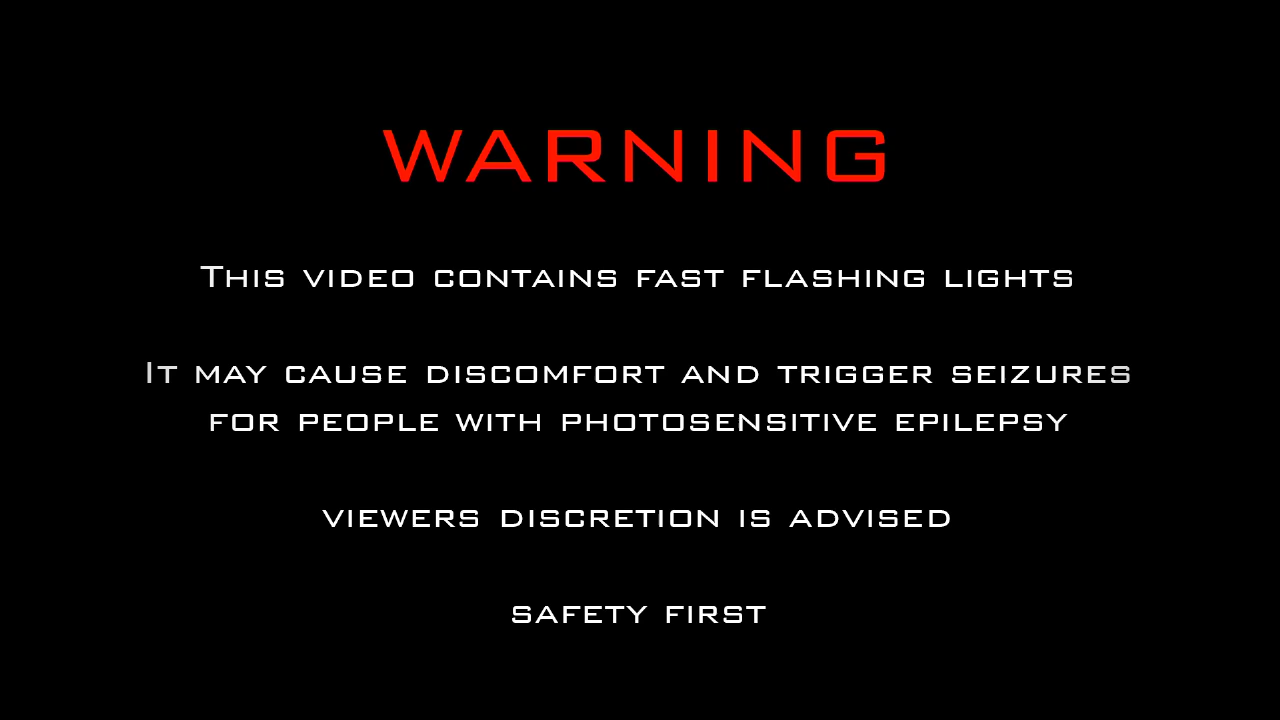 WARNING
This video contains fast flashing lights
It may cause discomfort and trigger seizures
for people with photosensitive epilepsy
viewers discretion is advised
safety first